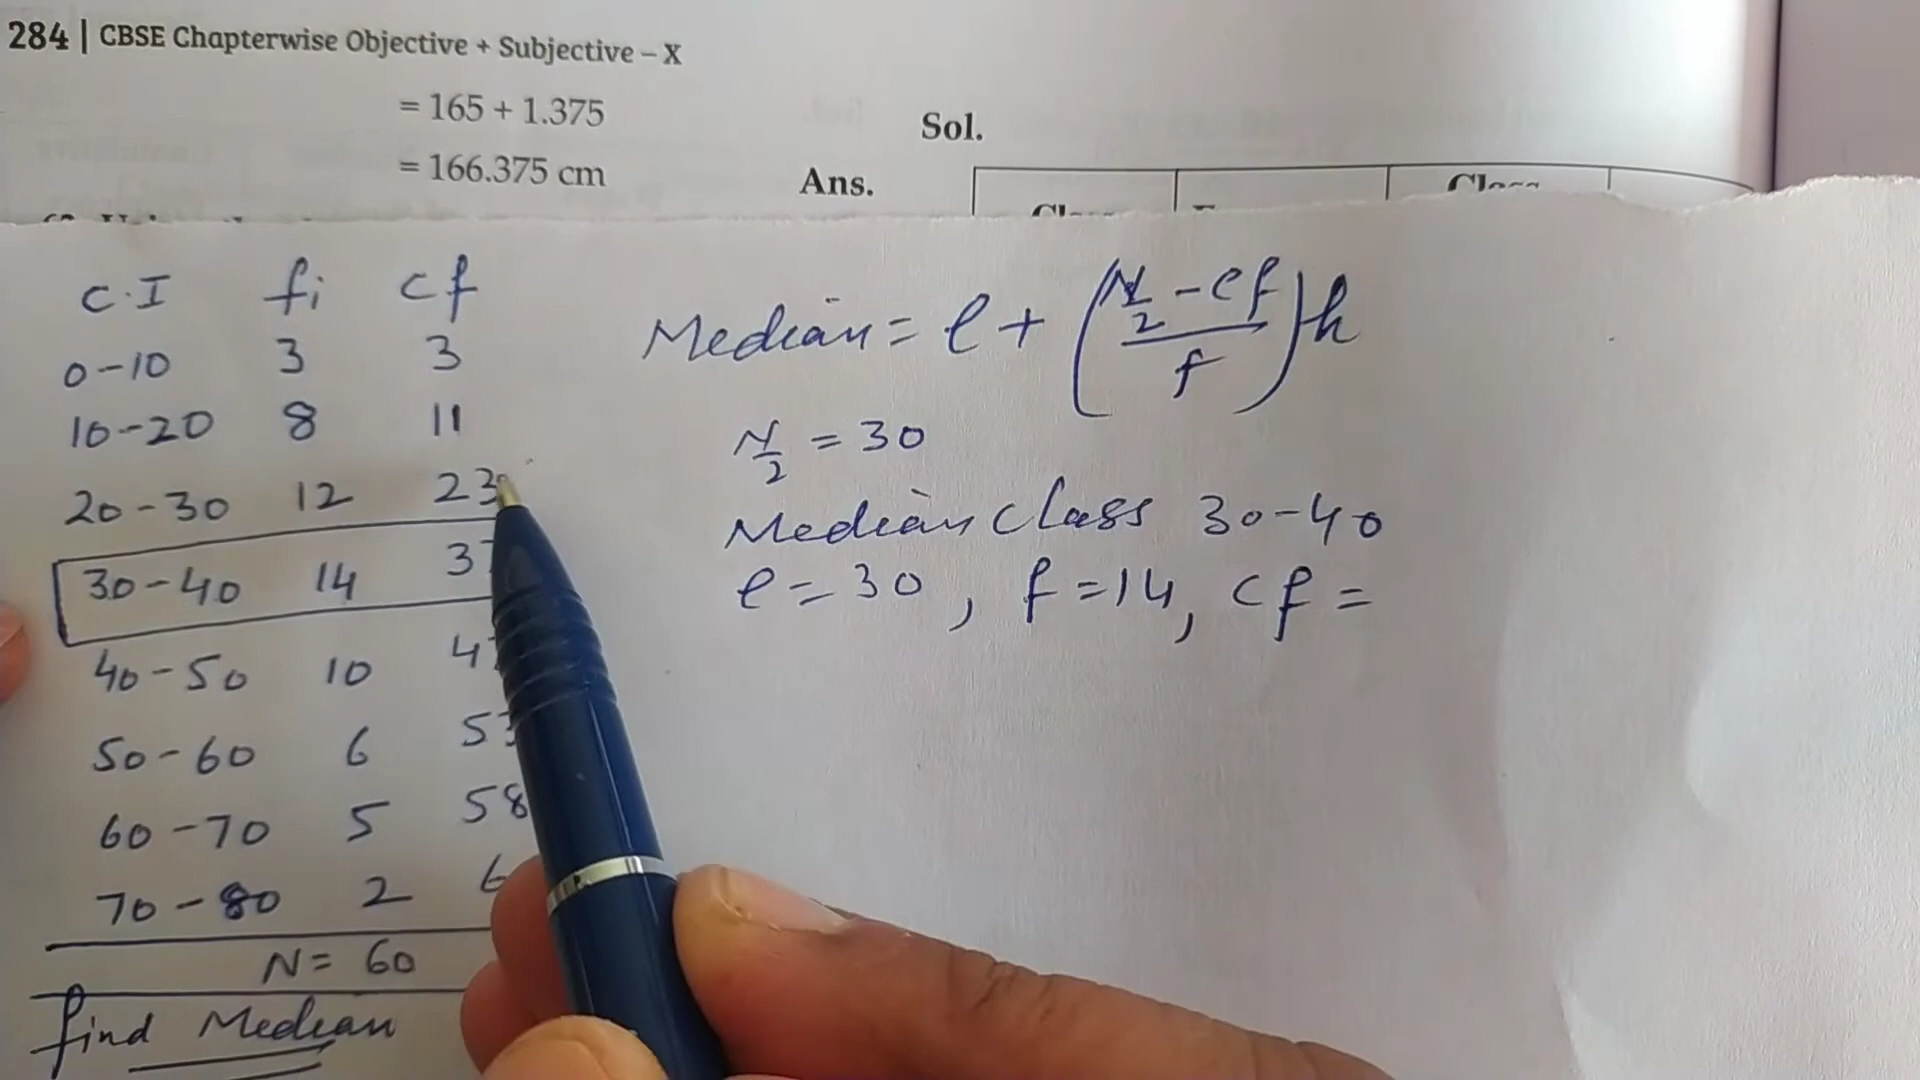 284 | CBSE Chapterwise Objective + Subjective – X
= 165 + 1.375
= 166.375 cm
Ans.
Sol.
C.I fi cf
0-10 3 3
10-20 8 11
20-30 12 23
30-40 14
40-50 10
50-60 6
60-70 5 58
70-80 2
N = 60
find Median
Median = l + (N/2 - cf / f) h
N/2 = 30
Median Class 30-40
l = 30, f = 14, cf =